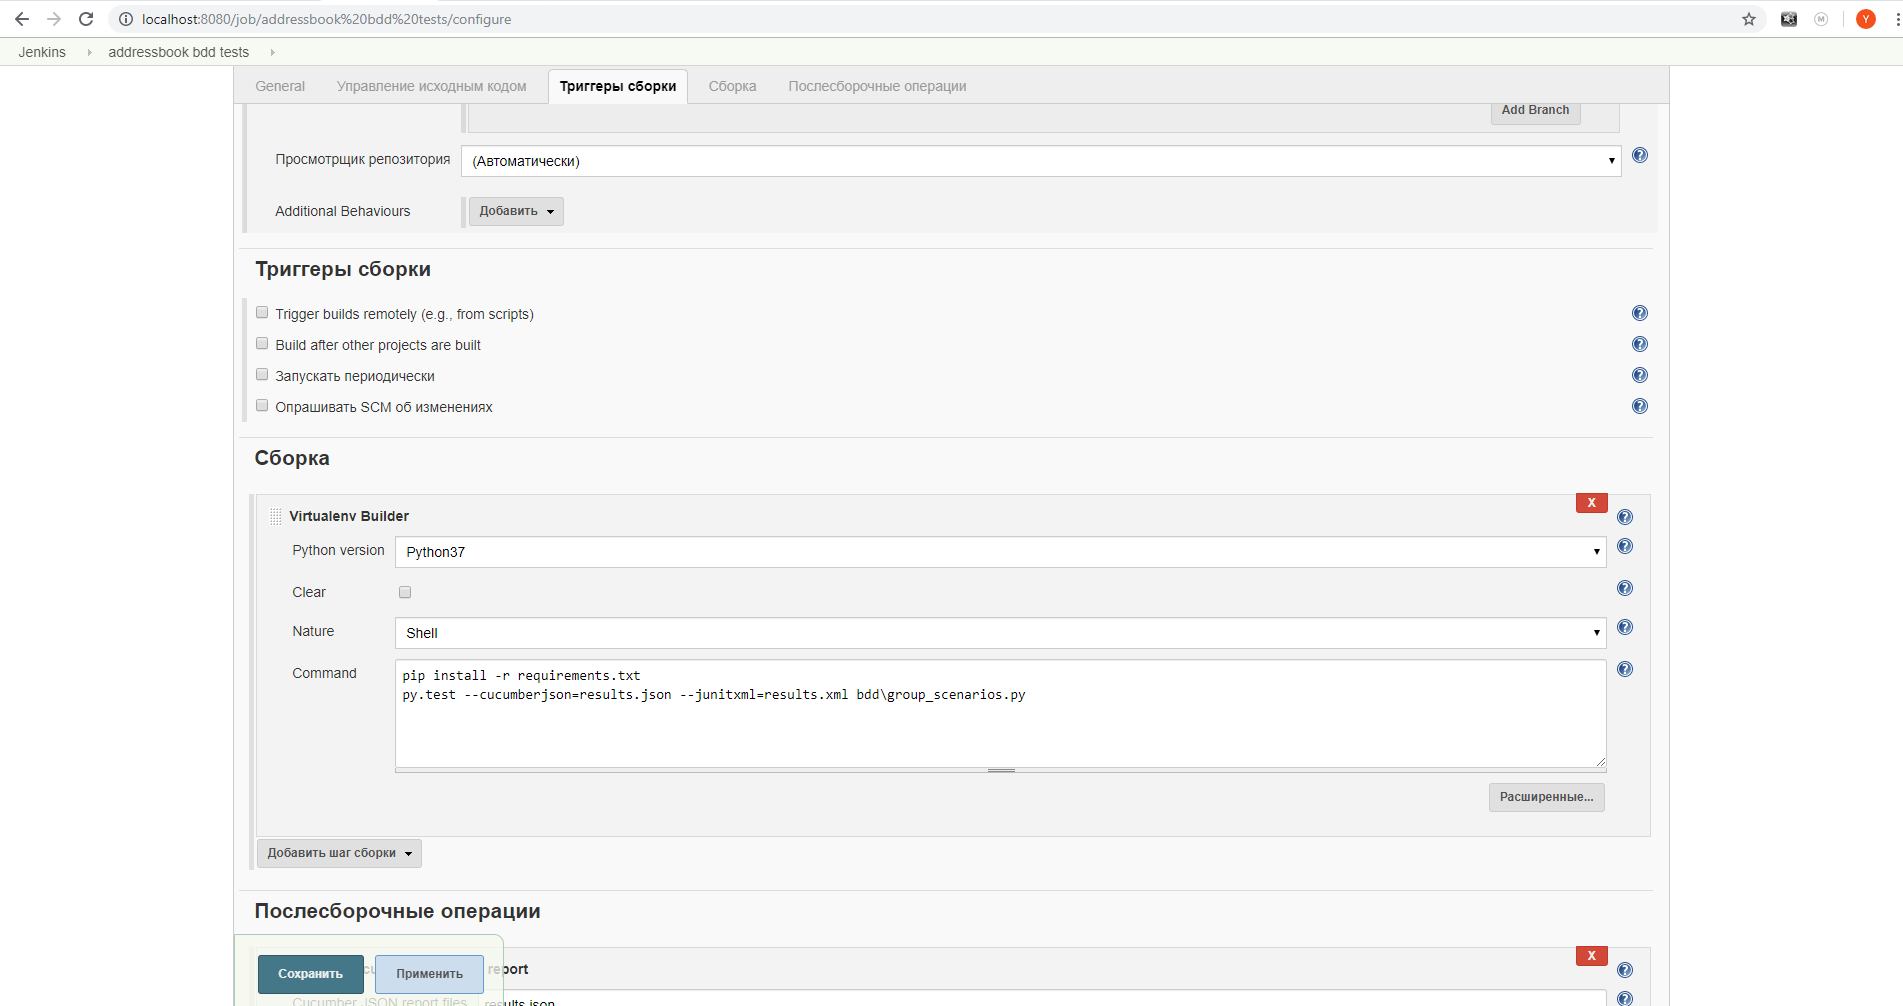 localhost:8080/job/addressbook%20bdd%20tests/configure
Y
Jenkins addressbook bdd tests
General Управление исходным кодом Триггеры сборки Сборка Послесборочные операции
Add Branch
Просмотрщик репозитория (Автоматически)
Additional Behaviours Добавить
Триггеры сборки
Trigger builds remotely (e.g., from scripts)
Build after other projects are built
Запускать периодически
Опрашивать SCM об изменениях
Сборка
X
Virtualenv Builder
Python version Python37
Clear
Nature Shell
Command
pip install -r requirements.txt
py.test --cucumberjson=results.json --junitxml=results.xml bdd\group_scenarios.py
Расширенные...
Добавить шаг сборки
Послесборочные операции
X
report
Сохранить Применить
Cucumber JSON report files results.json